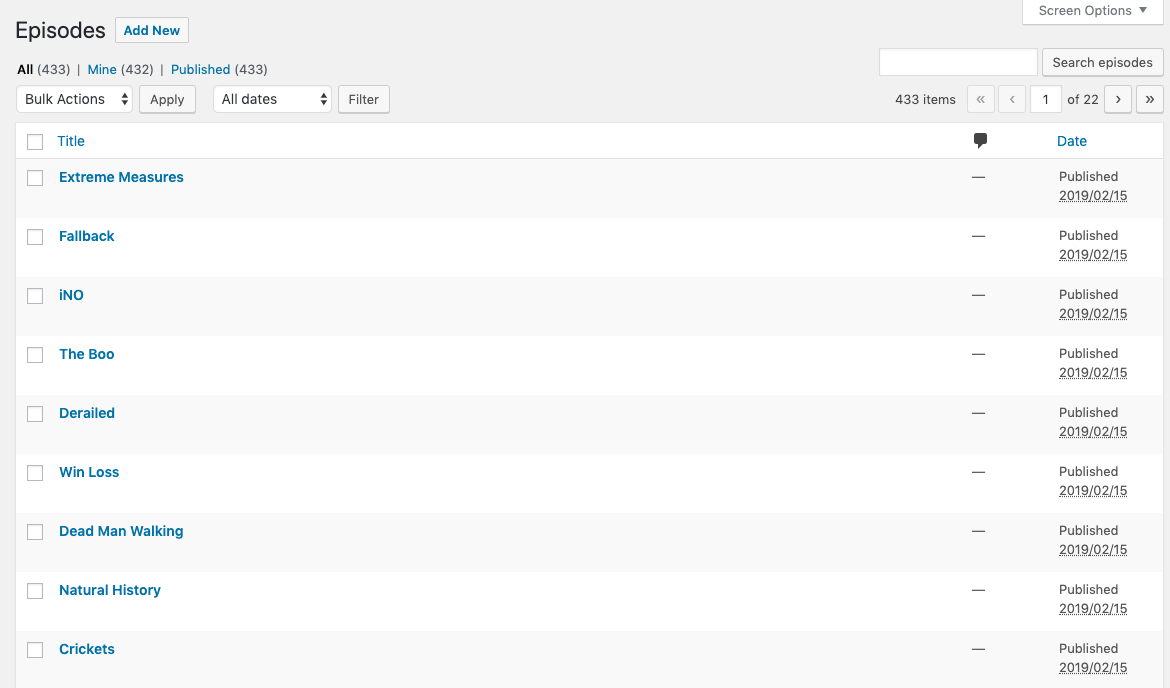 Screen Options
Episodes Add New
All (433) | Mine (432) | Published (433)
Search episodes
Bulk Actions Apply All dates Filter 433 items « ‹ 1 of 22 › »
Title Date
Extreme Measures — Published
2019/02/15
Fallback — Published
2019/02/15
iNO — Published
2019/02/15
The Boo — Published
2019/02/15
Derailed — Published
2019/02/15
Win Loss — Published
2019/02/15
Dead Man Walking — Published
2019/02/15
Natural History — Published
2019/02/15
Crickets — Published
2019/02/15